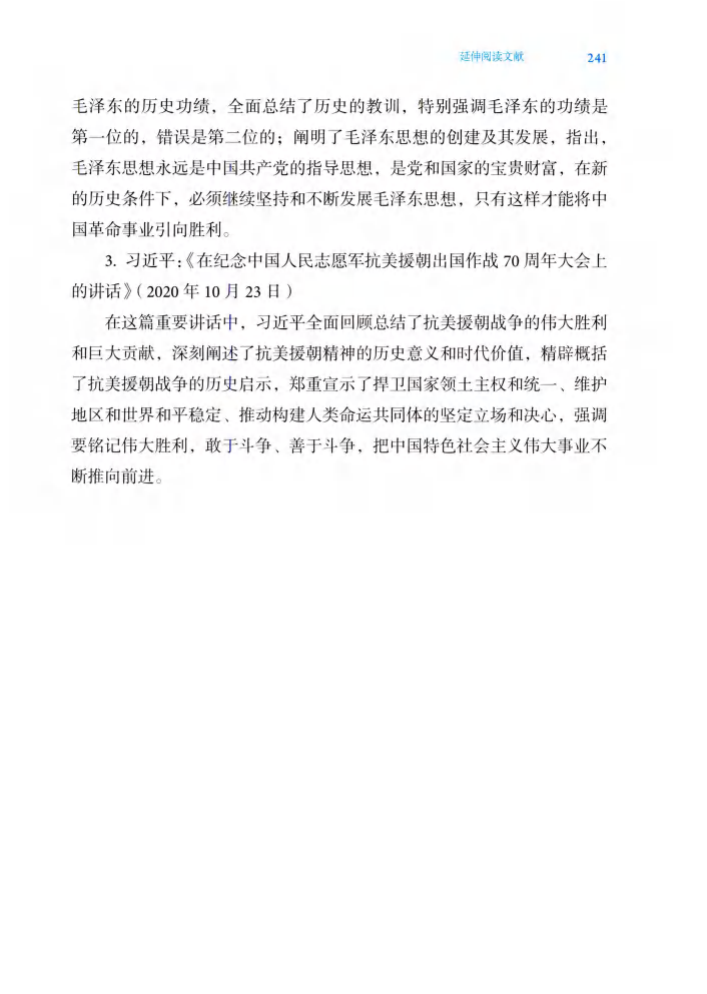 延伸阅读文献 241
毛泽东的历史功绩，全面总结了历史的教训，特别强调毛泽东的功绩是
第一位的，错误是第二位的；阐明了毛泽东思想的创建及其发展，指出，
毛泽东思想永远是中国共产党的指导思想，是党和国家的宝贵财富，在新
的历史条件下，必须继续坚持和不断发展毛泽东思想，只有这样才能将中
国革命事业引向胜利。
3. 习近平：《在纪念中国人民志愿军抗美援朝出国作战 70 周年大会上
的讲话》（2020 年 10 月 23 日）
在这篇重要讲话中，习近平全面回顾总结了抗美援朝战争的伟大胜利
和巨大贡献，深刻阐述了抗美援朝精神的历史意义和时代价值，精辟概括
了抗美援朝战争的历史启示，郑重宣示了捍卫国家领土主权和统一、维护
地区和世界和平稳定、推动构建人类命运共同体的坚定立场和决心，强调
要铭记伟大胜利，敢于斗争、善于斗争，把中国特色社会主义伟大事业不
断推向前进。